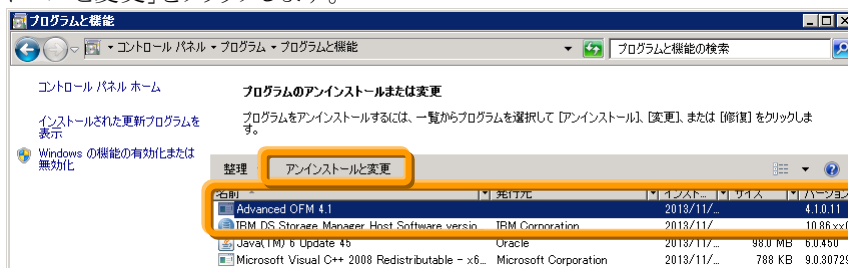 プログラムと機能
コントロール パネル プログラム プログラムと機能 プログラムと機能の検索
コントロール パネル ホーム
インストールされた更新プログラムを表示
Windows の機能の有効化または無効化
プログラムのアンインストールまたは変更
プログラムをアンインストールするには、一覧からプログラムを選択して [アンインストール]、[変更]、または [修復] をクリックします。
整理 アンインストールと変更
名前 発行元 インスト... サイズ バージョン
Advanced OFM 4.1 2013/11/... 4.1.0.11
IBM DS Storage Manager Host Software versio IBM Corporation 2013/11/... 10.86.xx
Java(TM) 6 Update 45 Oracle 2013/11/... 98.0 MB 6.0.450
Microsoft Visual C++ 2008 Redistributable - x6... Microsoft Corporation 2013/11/... 788 KB 9.0.30729